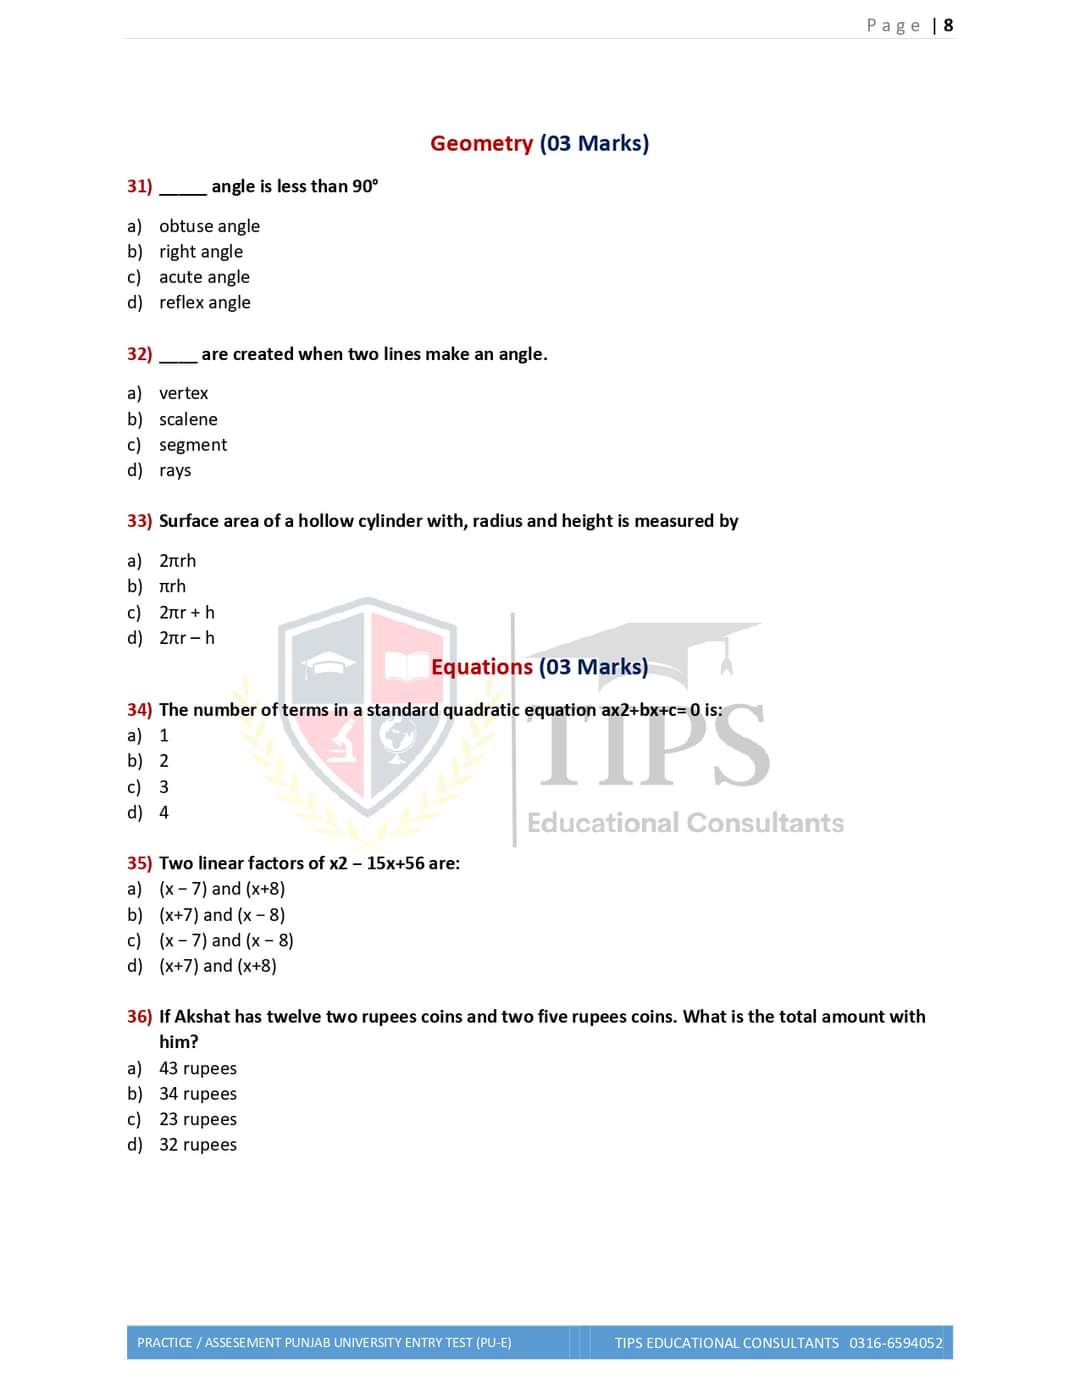 Page | 8
Geometry (03 Marks)
31) _____ angle is less than 90°
a) obtuse angle
b) right angle
c) acute angle
d) reflex angle
32) ____ are created when two lines make an angle.
a) vertex
b) scalene
c) segment
d) rays
33) Surface area of a hollow cylinder with, radius and height is measured by
a) 2πrh
b) πrh
c) 2πr + h
d) 2πr – h
Equations (03 Marks)
34) The number of terms in a standard quadratic equation ax2+bx+c= 0 is:
a) 1
b) 2
c) 3
d) 4
TIPS
Educational Consultants
35) Two linear factors of x2 – 15x+56 are:
a) (x − 7) and (x+8)
b) (x+7) and (x − 8)
c) (x − 7) and (x − 8)
d) (x+7) and (x+8)
36) If Akshat has twelve two rupees coins and two five rupees coins. What is the total amount with
him?
a) 43 rupees
b) 34 rupees
c) 23 rupees
d) 32 rupees
PRACTICE / ASSESEMENT PUNJAB UNIVERSITY ENTRY TEST (PU-E) TIPS EDUCATIONAL CONSULTANTS 0316-6594052